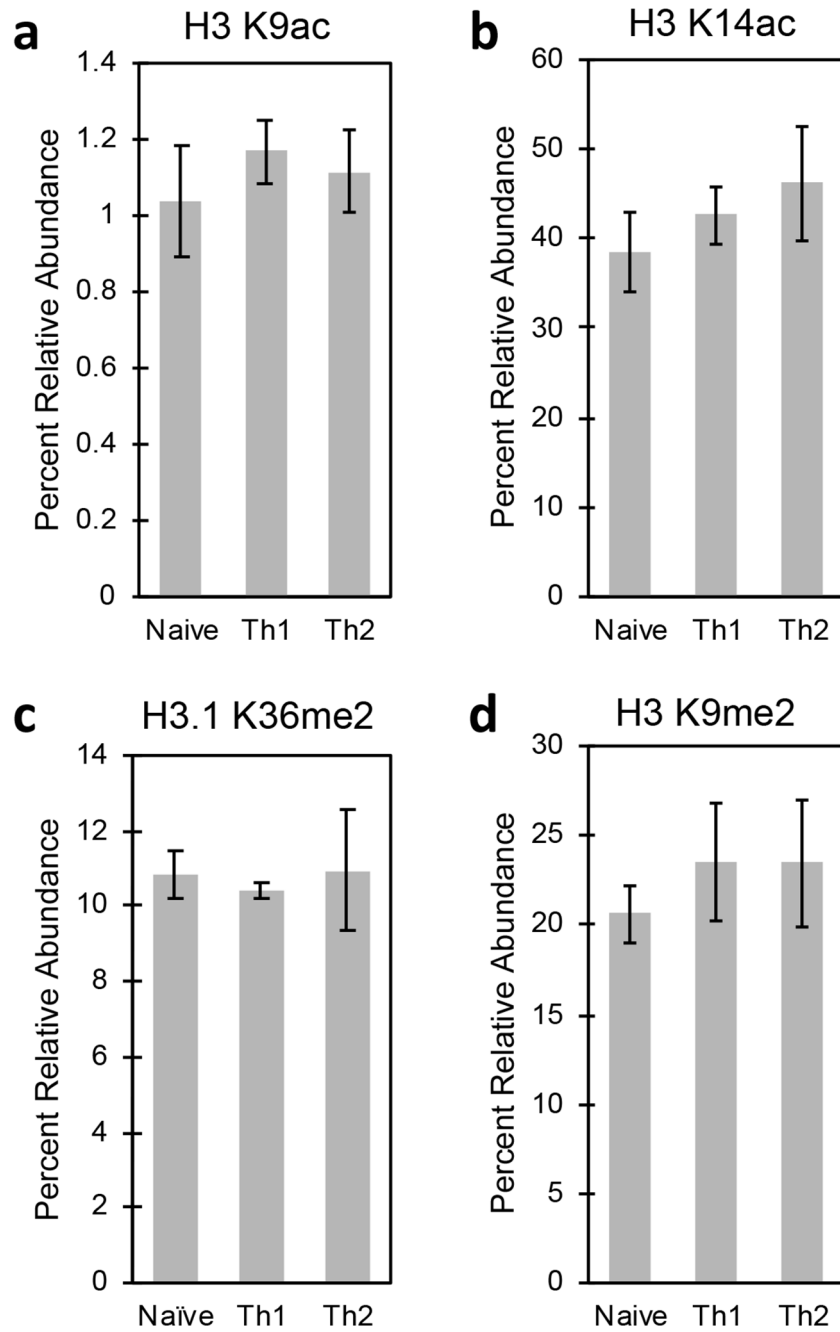 a
H3 K9ac
Percent Relative Abundance
1.4
1.2
1
0.8
0.6
0.4
0.2
0
Naive Th1 Th2
b
H3 K14ac
Percent Relative Abundance
60
50
40
30
20
10
0
Naive Th1 Th2
c
H3.1 K36me2
Percent Relative Abundance
14
12
10
8
6
4
2
0
Naïve Th1 Th2
d
H3 K9me2
Percent Relative Abundance
30
25
20
15
10
5
0
Naive Th1 Th2